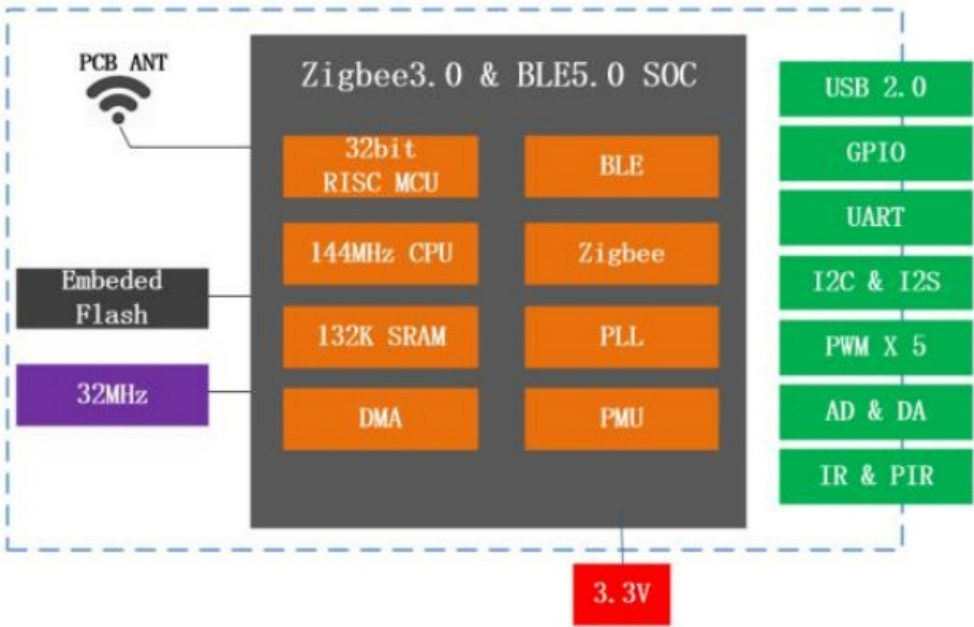 PCB ANT
Zigbee3.0 & BLE5.0 SOC
32bit
RISC MCU
BLE
144MHz CPU
Zigbee
132K SRAM
PLL
DMA
PMU
Embeded
Flash
32MHz
USB 2.0
GPIO
UART
I2C & I2S
PWM X 5
AD & DA
IR & PIR
3.3V